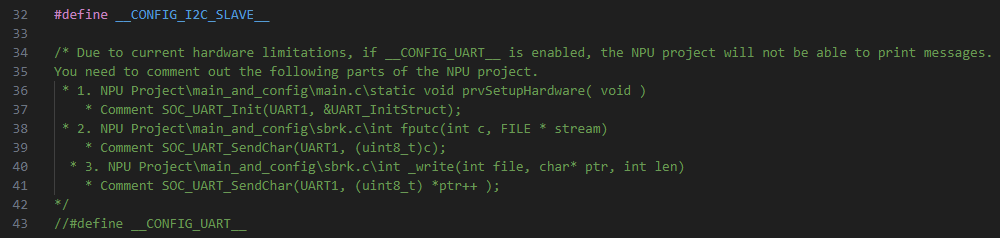 32 #define __CONFIG_I2C_SLAVE__
33
34 /* Due to current hardware limitations, if __CONFIG_UART__ is enabled, the NPU project will not be able to print messages.
35 You need to comment out the following parts of the NPU project.
36  * 1. NPU Project\main_and_config\main.c\static void prvSetupHardware( void )
37     * Comment SOC_UART_Init(UART1, &UART_InitStruct);
38  * 2. NPU Project\main_and_config\sbrk.c\int fputc(int c, FILE * stream)
39     * Comment SOC_UART_SendChar(UART1, (uint8_t)c);
40   * 3. NPU Project\main_and_config\sbrk.c\int _write(int file, char* ptr, int len)
41     * Comment SOC_UART_SendChar(UART1, (uint8_t) *ptr++ );
42 */
43 //#define __CONFIG_UART__